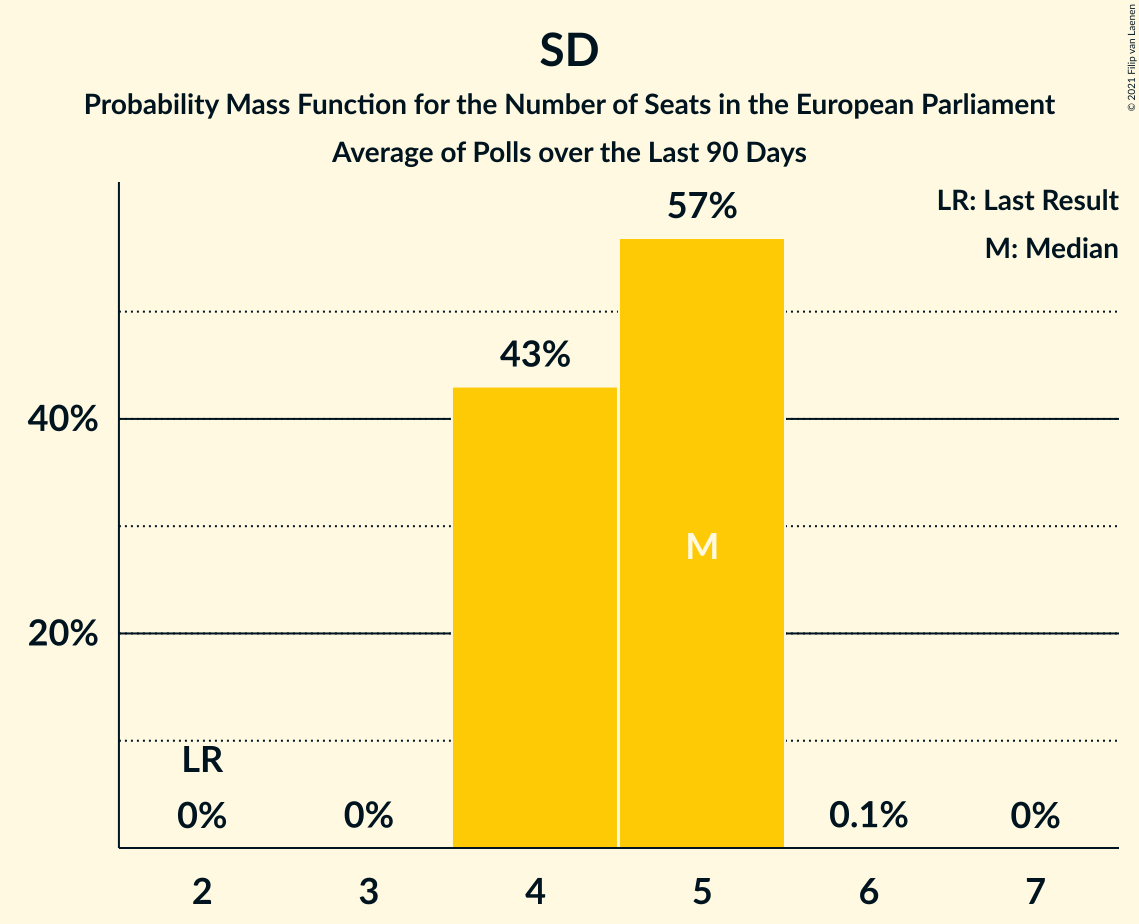 SD
Probability Mass Function for the Number of Seats in the European Parliament
Average of Polls over the Last 90 Days
© 2021 Filip van Laenen
LR: Last Result
M: Median
57%
43%
40%
M
20%
LR
0%
0%
0.1%
0%
2
3
4
5
6
7